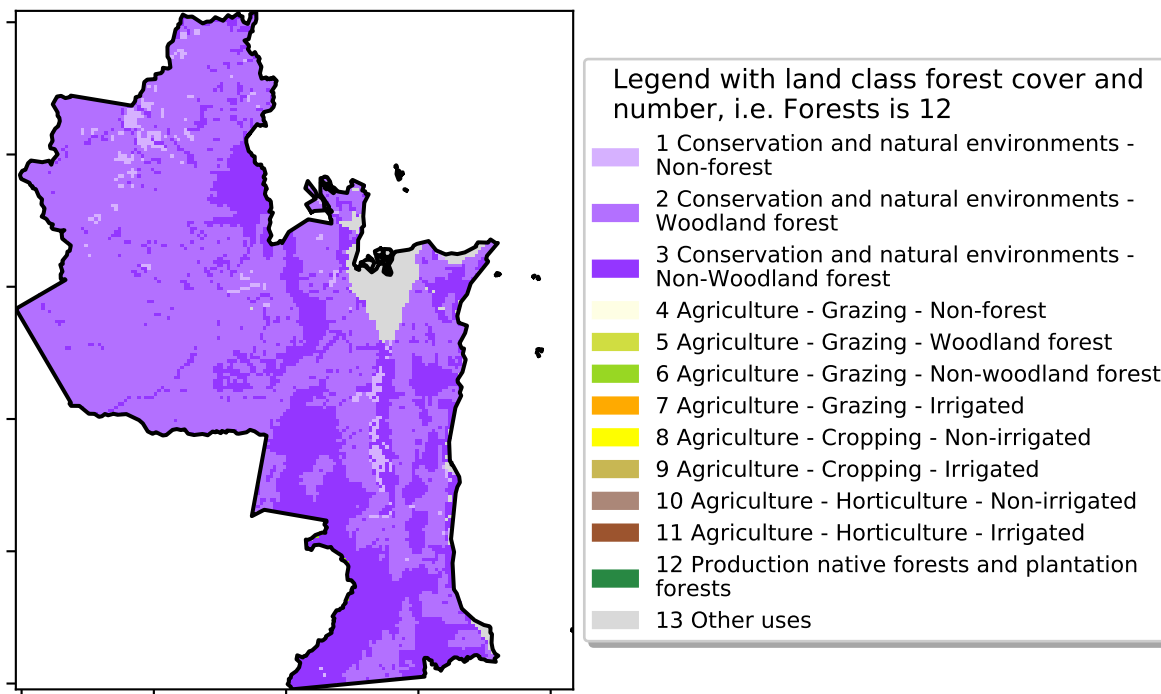 Legend with land class forest cover and
number, i.e. Forests is 12
1 Conservation and natural environments -
Non-forest
2 Conservation and natural environments -
Woodland forest
3 Conservation and natural environments -
Non-Woodland forest
4 Agriculture - Grazing - Non-forest
5 Agriculture - Grazing - Woodland forest
6 Agriculture - Grazing - Non-woodland forest
7 Agriculture - Grazing - Irrigated
8 Agriculture - Cropping - Non-irrigated
9 Agriculture - Cropping - Irrigated
10 Agriculture - Horticulture - Non-irrigated
11 Agriculture - Horticulture - Irrigated
12 Production native forests and plantation
forests
13 Other uses